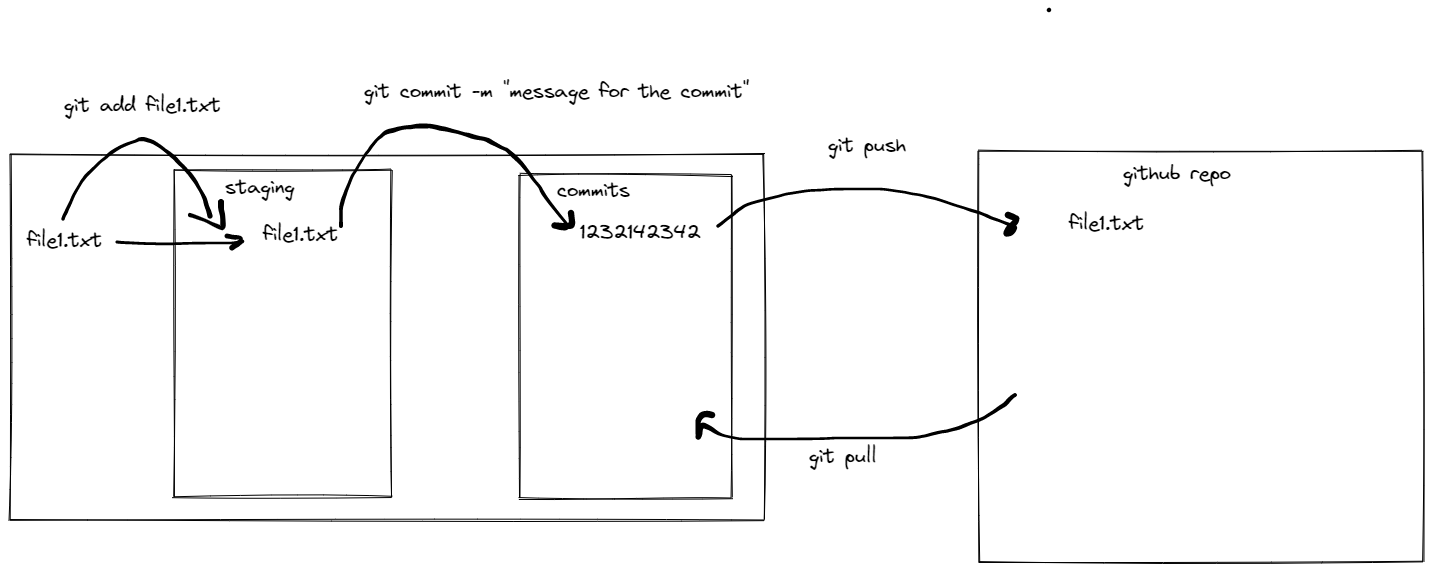 git add file1.txt
git commit -m "message for the commit"
git push
github repo
staging
commits
file1.txt
file1.txt
1232142342
file1.txt
git pull